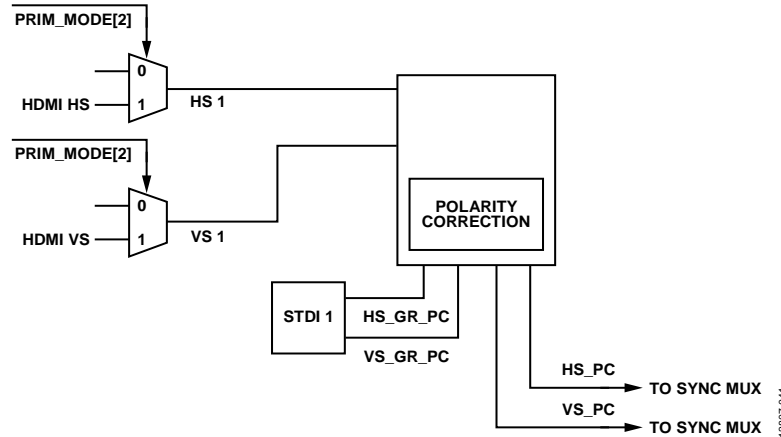 PRIM_MODE[2]
0
HDMI HS
1
HS 1
PRIM_MODE[2]
0
HDMI VS
1
VS 1
POLARITY
CORRECTION
STDI 1
HS_GR_PC
VS_GR_PC
HS_PC
TO SYNC MUX
VS_PC
TO SYNC MUX